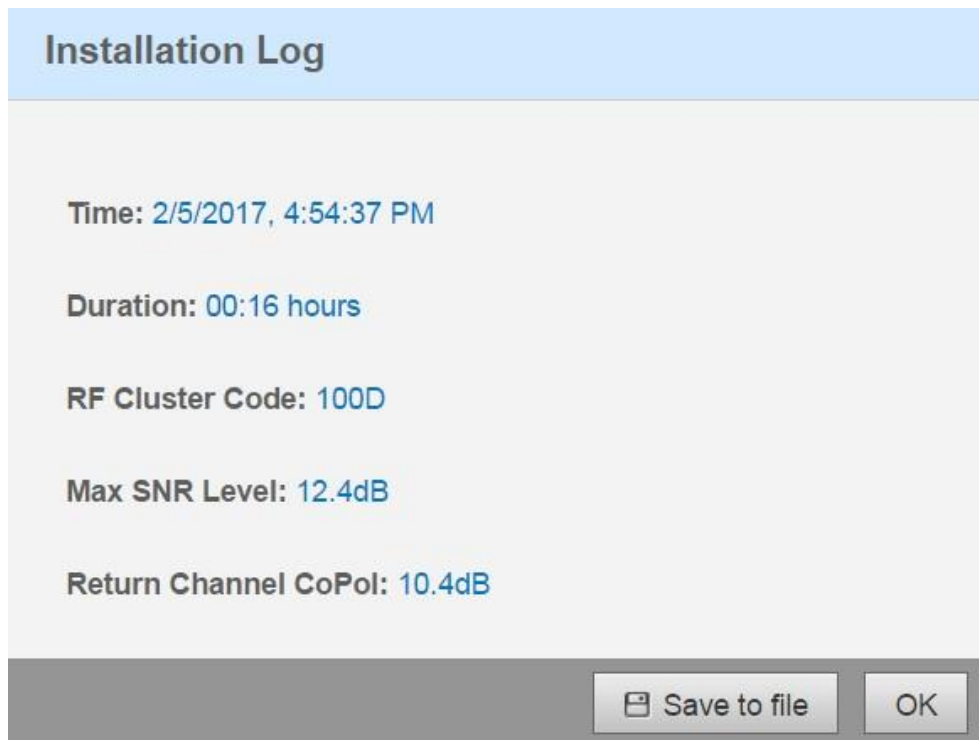 Installation Log
Time: 2/5/2017, 4:54:37 PM
Duration: 00:16 hours
RF Cluster Code: 100D
Max SNR Level: 12.4dB
Return Channel CoPol: 10.4dB
Save to file
OK